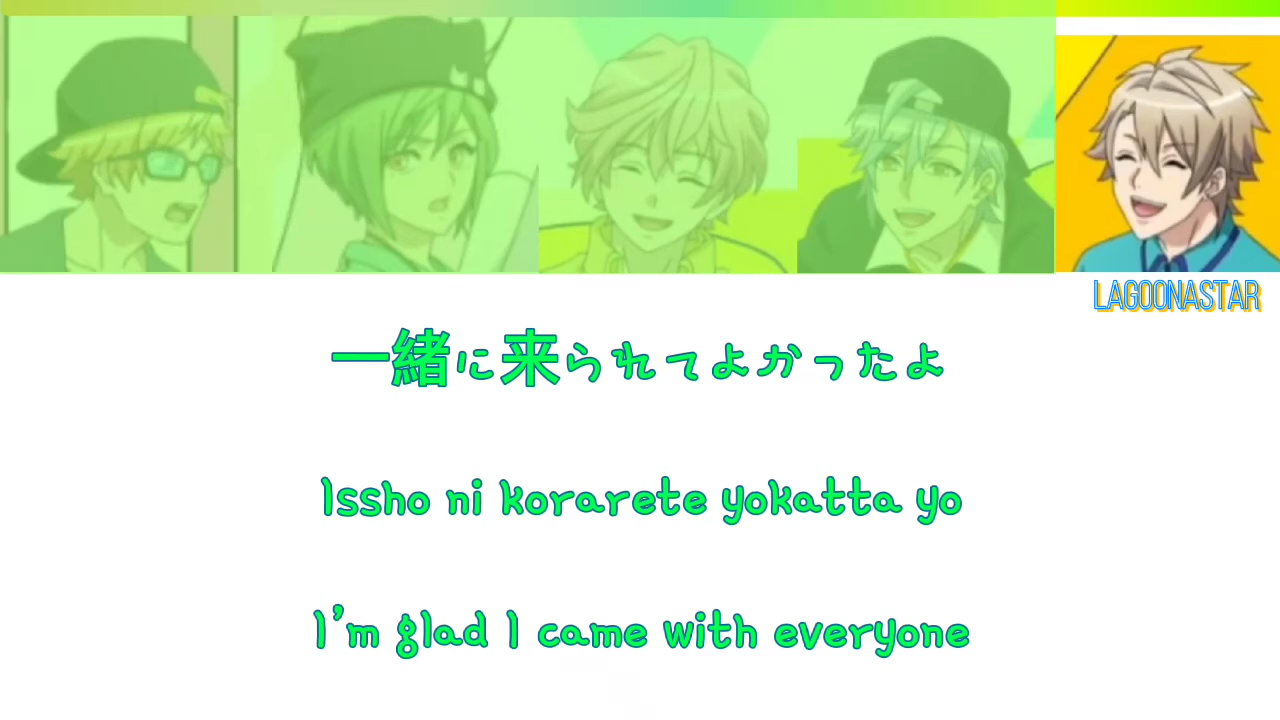 LAGOONASTAR
一緒に来られてよかったよ
Issho ni korarete yokatta yo
I'm glad I came with everyone